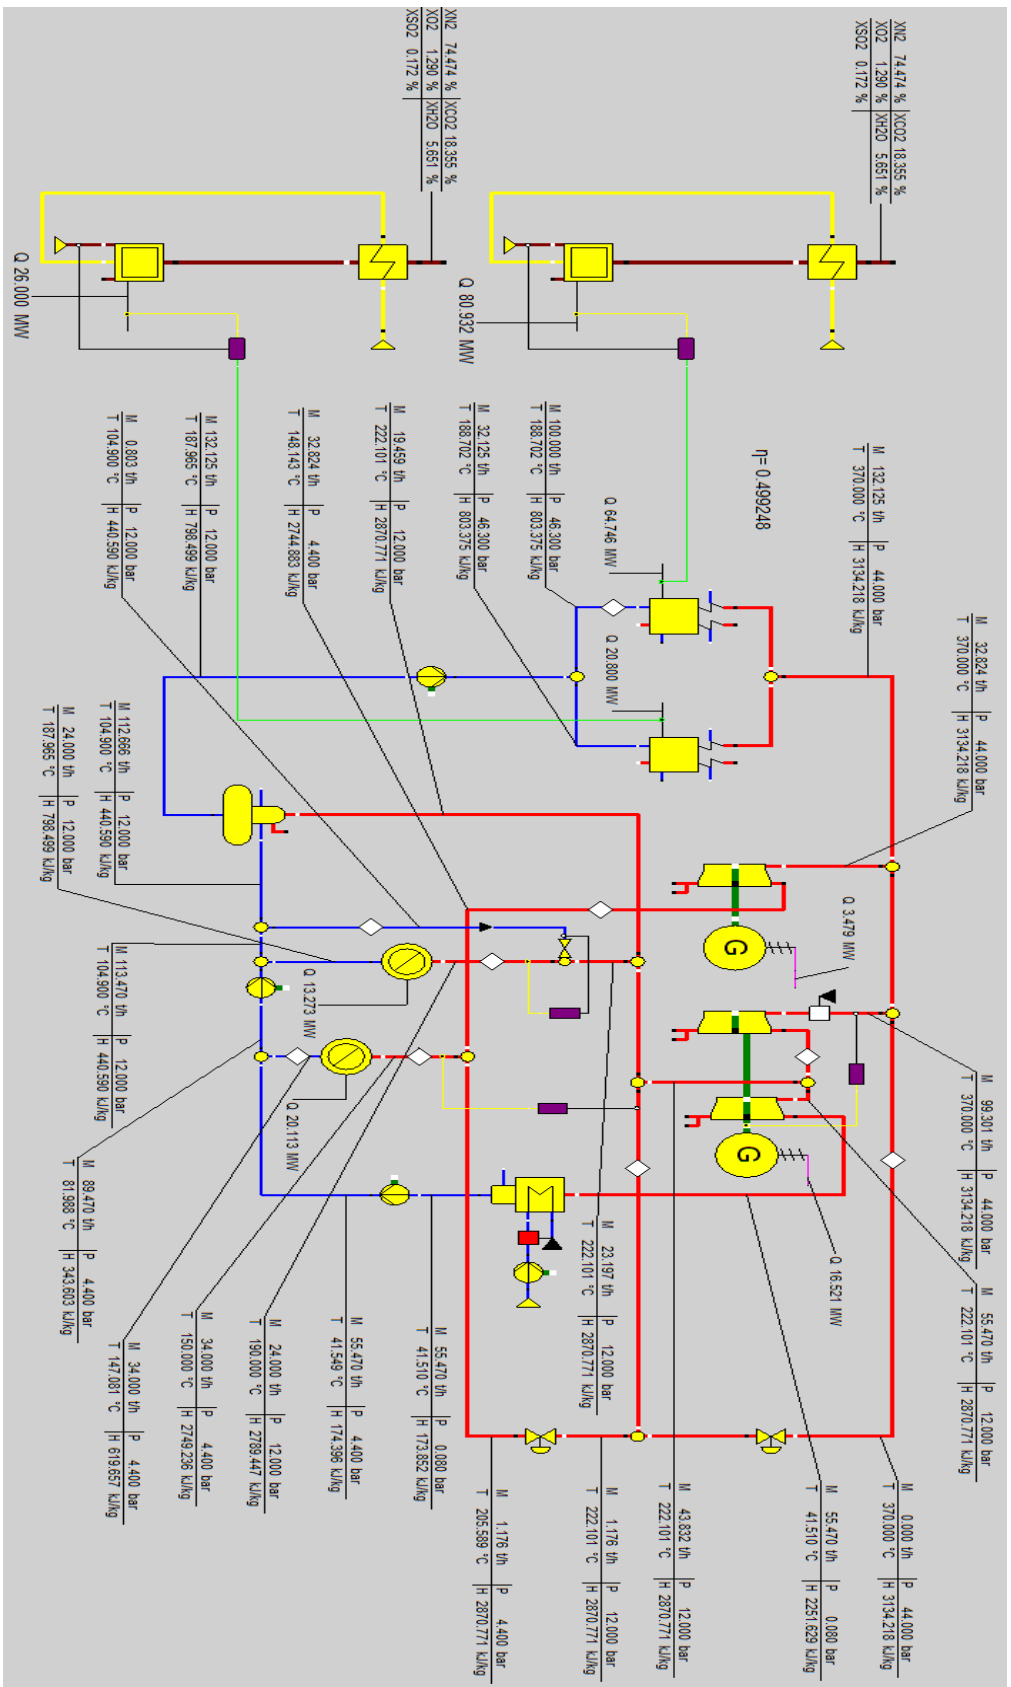 XN2 74.474 % XCO2 18.355 %
XO2 1.290 % XH2O 5.651 %
XSO2 0.172 %
XN2 74.474 % XCO2 18.355 %
XO2 1.290 % XH2O 5.651 %
XSO2 0.172 %
Q 80.932 MW
Q 26.000 MW
η= 0.499248
M 132.125 t/h P 44.000 bar
T 370.000 °C H 3134.218 kJ/kg
M 32.824 t/h P 44.000 bar
T 370.000 °C H 3134.218 kJ/kg
M 100.000 t/h P 46.300 bar
T 188.702 °C H 803.375 kJ/kg
M 32.125 t/h P 46.300 bar
T 188.702 °C H 803.375 kJ/kg
M 19.459 t/h P 12.000 bar
T 222.101 °C H 2870.771 kJ/kg
M 32.824 t/h P 4.400 bar
T 148.143 °C H 2744.883 kJ/kg
M 132.125 t/h P 12.000 bar
T 187.965 °C H 798.499 kJ/kg
M 0.803 t/h P 12.000 bar
T 104.900 °C H 440.590 kJ/kg
Q 64.746 MW
Q 20.800 MW
Q 3.479 MW
G
G
Q 16.521 MW
Q 13.273 MW
Q 20.113 MW
M 112.666 t/h P 12.000 bar
T 104.900 °C H 440.590 kJ/kg
M 24.000 t/h P 12.000 bar
T 187.965 °C H 798.499 kJ/kg
M 113.470 t/h P 12.000 bar
T 104.900 °C H 440.590 kJ/kg
M 89.470 t/h P 4.400 bar
T 81.988 °C H 343.603 kJ/kg
M 99.301 t/h P 44.000 bar
T 370.000 °C H 3134.218 kJ/kg
M 55.470 t/h P 12.000 bar
T 222.101 °C H 2870.771 kJ/kg
M 23.197 t/h P 12.000 bar
T 222.101 °C H 2870.771 kJ/kg
M 55.470 t/h P 0.080 bar
T 41.510 °C H 173.852 kJ/kg
M 55.470 t/h P 4.400 bar
T 41.549 °C H 174.396 kJ/kg
M 24.000 t/h P 12.000 bar
T 190.000 °C H 2789.447 kJ/kg
M 34.000 t/h P 4.400 bar
T 150.000 °C H 2749.236 kJ/kg
M 34.000 t/h P 4.400 bar
T 147.081 °C H 619.657 kJ/kg
M 0.000 t/h P 44.000 bar
T 370.000 °C H 3134.218 kJ/kg
M 55.470 t/h P 0.080 bar
T 41.510 °C H 2251.629 kJ/kg
M 43.832 t/h P 12.000 bar
T 222.101 °C H 2870.771 kJ/kg
M 1.176 t/h P 12.000 bar
T 222.101 °C H 2870.771 kJ/kg
M 1.176 t/h P 4.400 bar
T 205.589 °C H 2870.771 kJ/kg